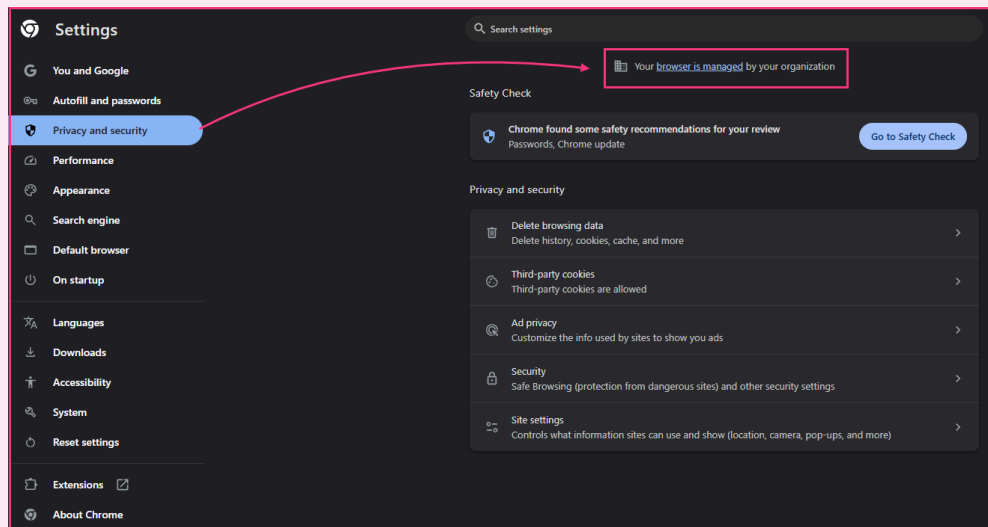 Settings
Search settings
You and Google
Autofill and passwords
Privacy and security
Performance
Appearance
Search engine
Default browser
On startup
Languages
Downloads
Accessibility
System
Reset settings
Extensions
About Chrome
Your browser is managed by your organization
Safety Check
Chrome found some safety recommendations for your review
Passwords, Chrome update
Go to Safety Check
Privacy and security
Delete browsing data
Delete history, cookies, cache, and more
Third-party cookies
Third-party cookies are allowed
Ad privacy
Customize the info used by sites to show you ads
Security
Safe Browsing (protection from dangerous sites) and other security settings
Site settings
Controls what information sites can use and show (location, camera, pop-ups, and more)